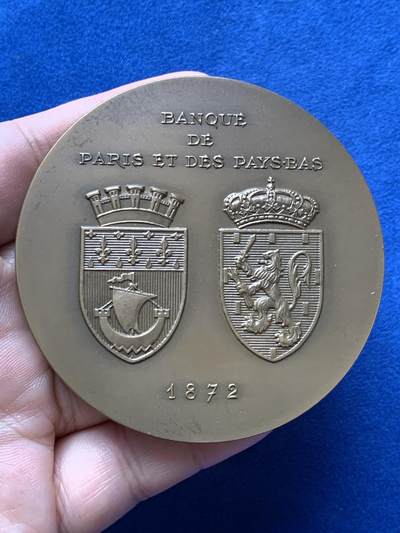 BANQUE
DE
PARIS ET DES PAYS-BAS
1872